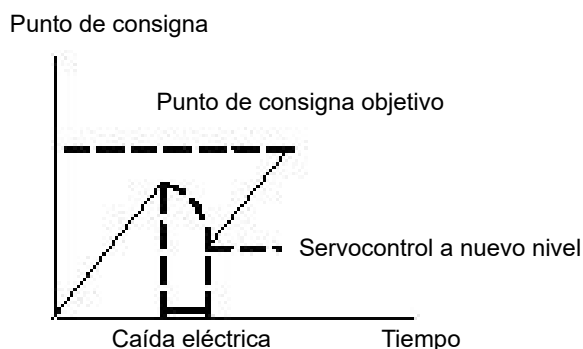 Punto de consigna
Punto de consigna objetivo
Servocontrol a nuevo nivel
Caída eléctrica
Tiempo